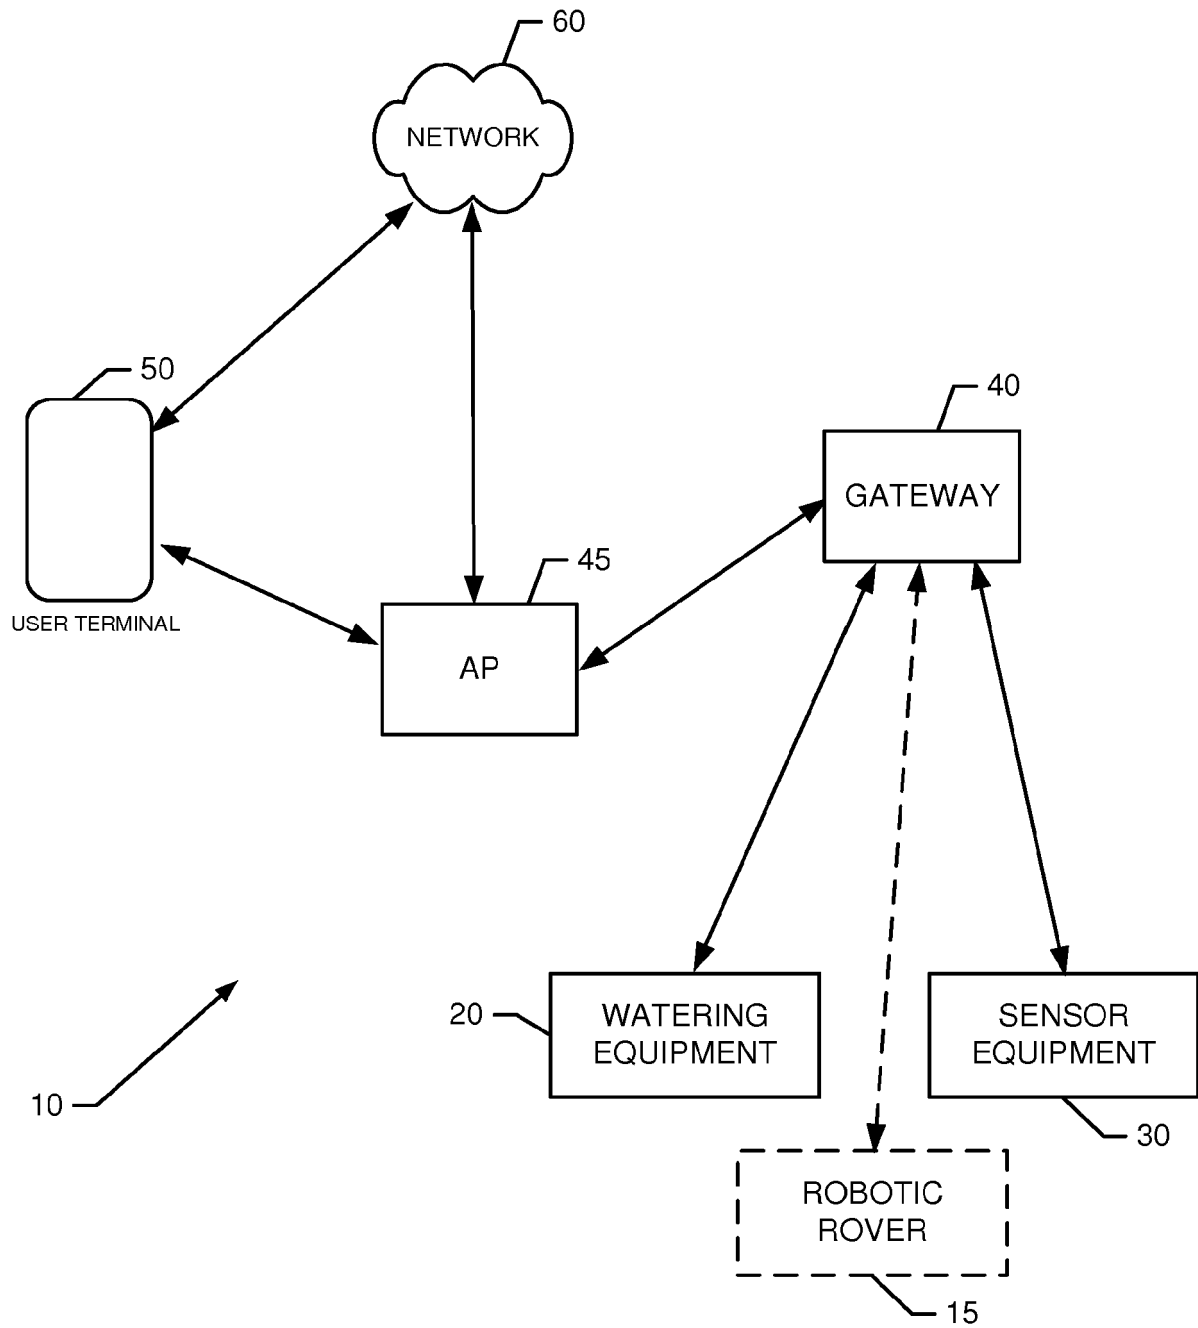 60
NETWORK
50
40
GATEWAY
45
USER TERMINAL
AP
20
WATERING
EQUIPMENT
SENSOR
EQUIPMENT
10
30
ROBOTIC
ROVER
15